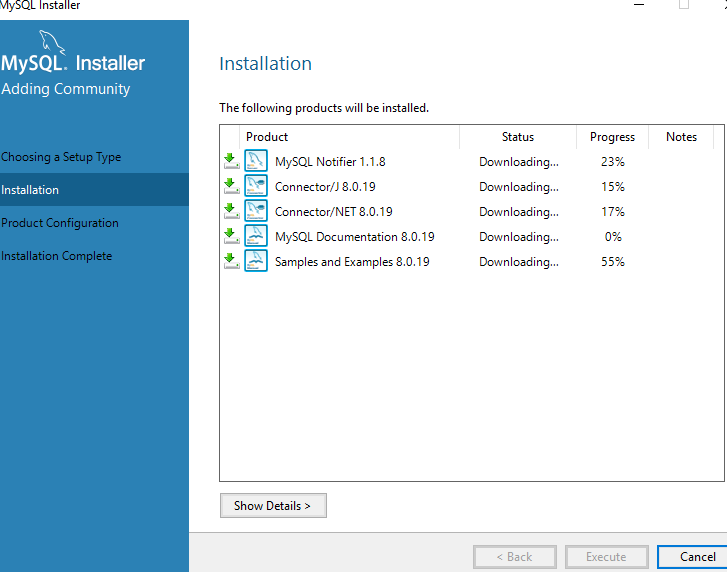 MySQL Installer
MySQL. Installer
Adding Community
Choosing a Setup Type
Installation
Product Configuration
Installation Complete
Installation
The following products will be installed.
Product Status Progress Notes
MySQL Notifier 1.1.8 Downloading... 23%
Connector/J 8.0.19 Downloading... 15%
Connector/NET 8.0.19 Downloading... 17%
MySQL Documentation 8.0.19 Downloading... 0%
Samples and Examples 8.0.19 Downloading... 55%
Show Details >
< Back Execute Cancel